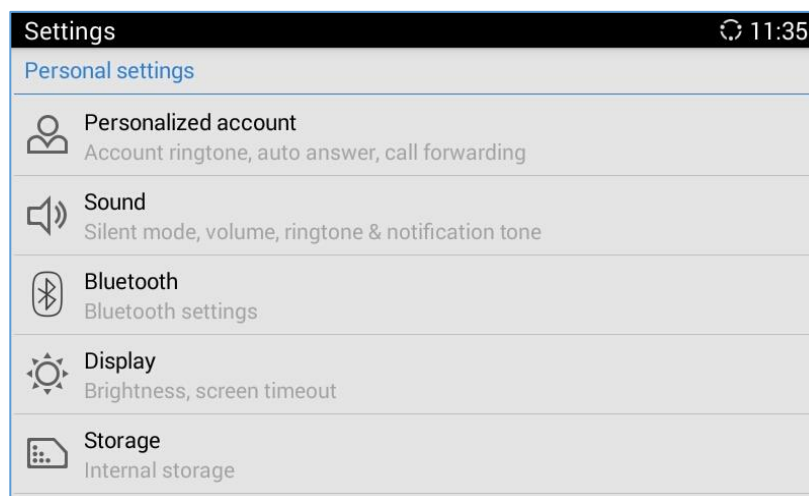 Settings 11:35
Personal settings
Personalized account
Account ringtone, auto answer, call forwarding
Sound
Silent mode, volume, ringtone & notification tone
Bluetooth
Bluetooth settings
Display
Brightness, screen timeout
Storage
Internal storage